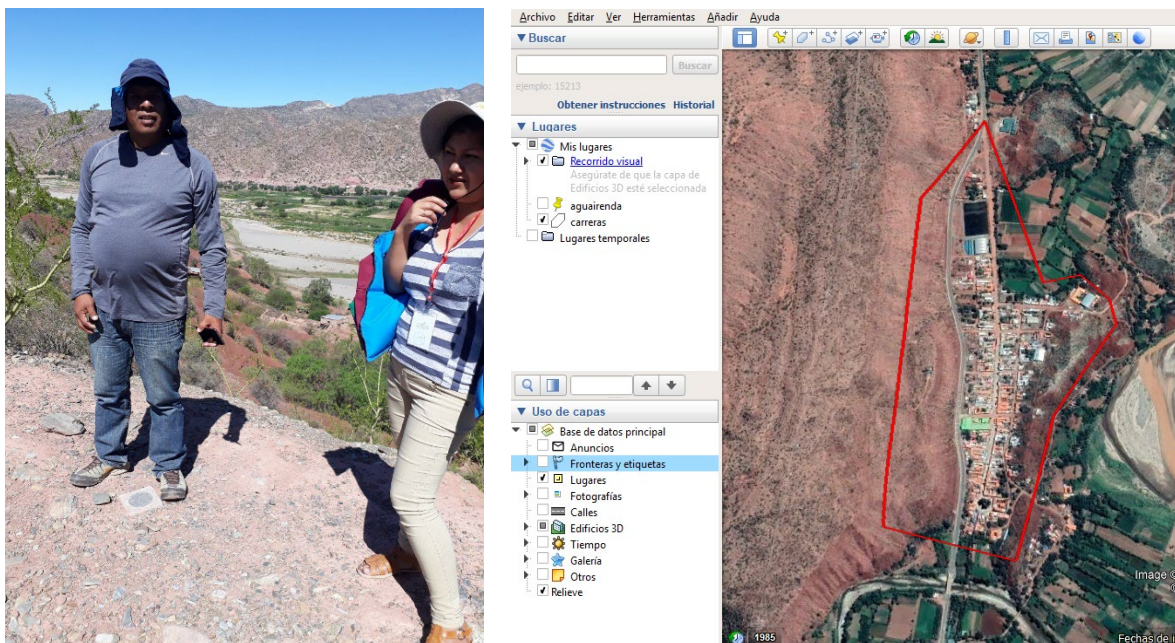 Archivo Editar Ver Herramientas Añadir Ayuda
Buscar
Buscar
ejemplo: 15213
Obtener instrucciones Historial
Lugares
Mis lugares
Recorrido visual
Asegúrate de que la capa de
Edificios 3D esté seleccionada
aguairenda
carreras
Lugares temporales
Uso de capas
Base de datos principal
Anuncios
Fronteras y etiquetas
Lugares
Fotografías
Calles
Edificios 3D
Tiempo
Galería
Otros
Relieve
1985
Image ©
Fechas de